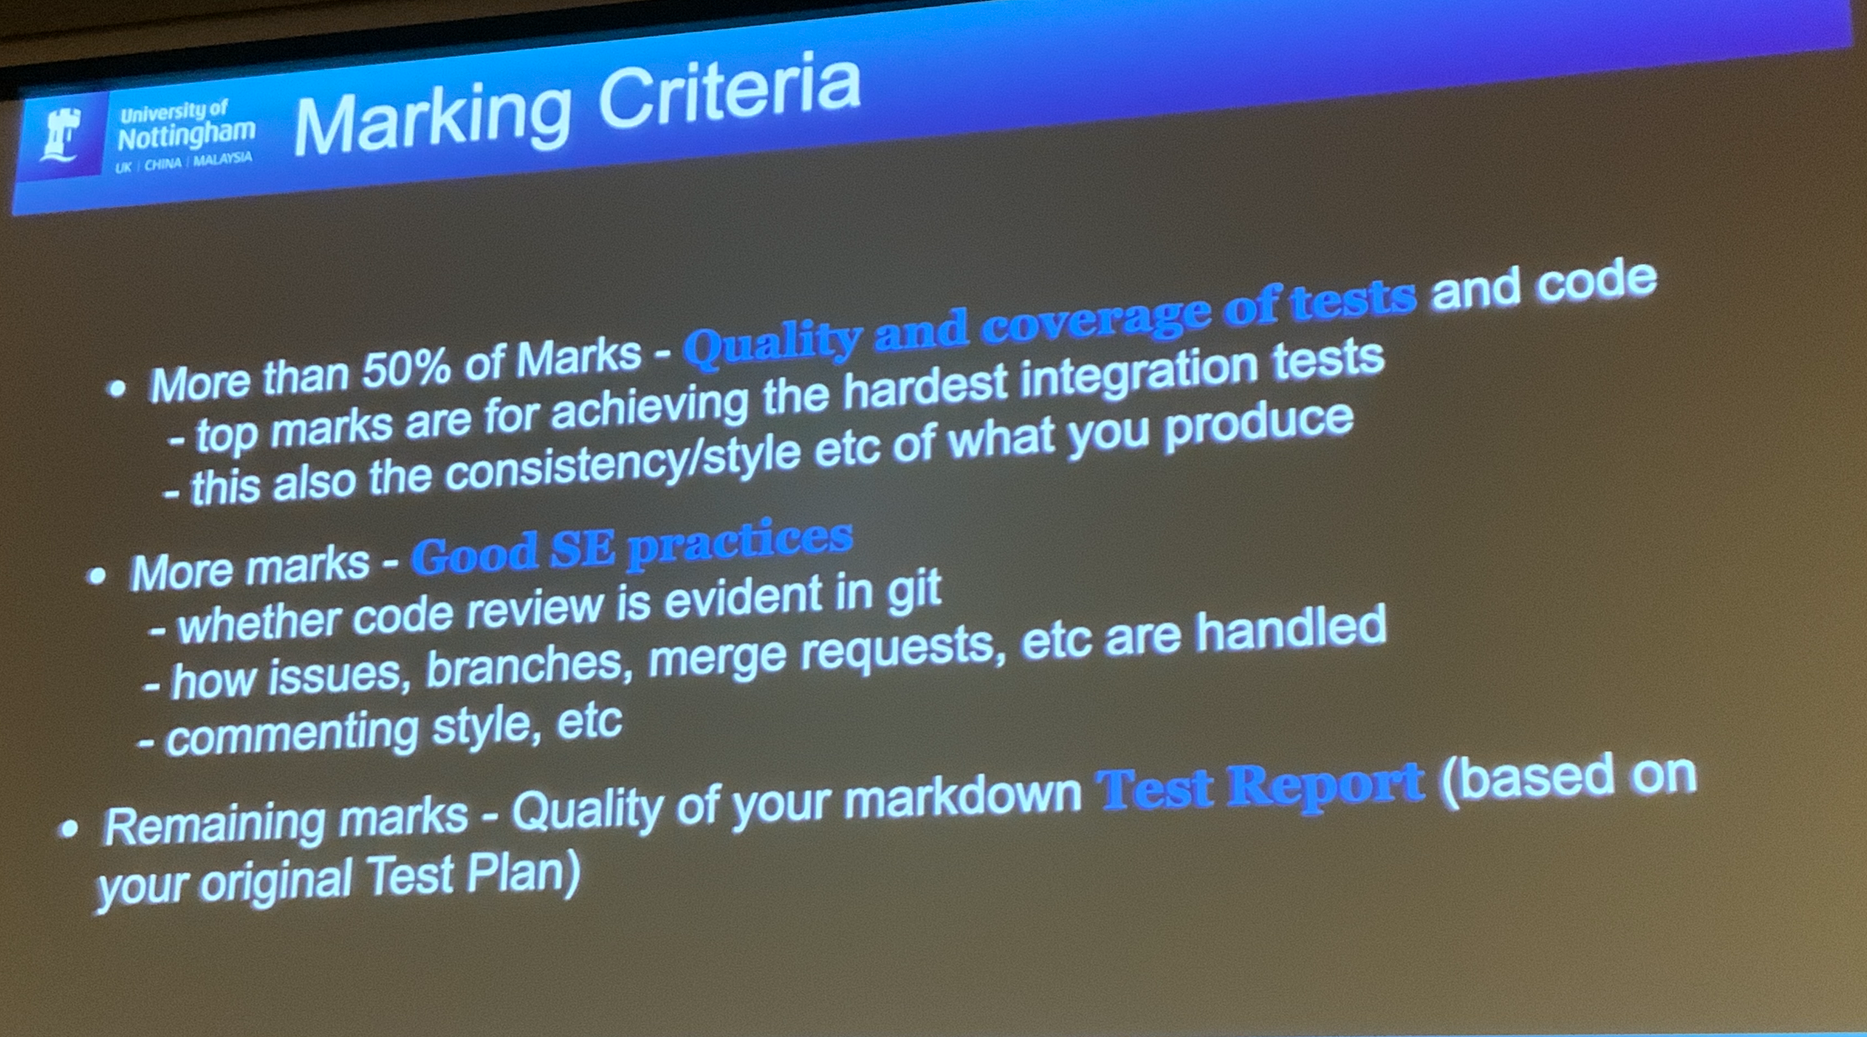 University of
Nottingham
UK | CHINA | MALAYSIA
Marking Criteria
• More than 50% of Marks - Quality and coverage of tests and code
- top marks are for achieving the hardest integration tests
- this also the consistency/style etc of what you produce
• More marks - Good SE practices
- whether code review is evident in git
- how issues, branches, merge requests, etc are handled
- commenting style, etc
• Remaining marks - Quality of your markdown Test Report (based on
your original Test Plan)